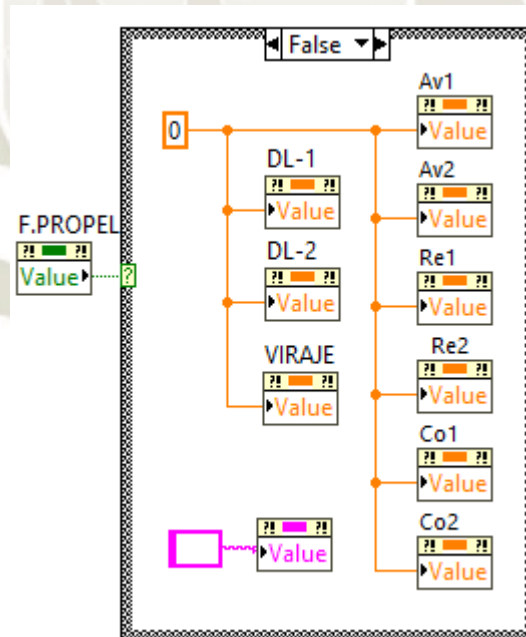 False
Av1
?! ?!
Value
0
DL-1
?! ?!
Value
Av2
?! ?!
Value
F.PROPEL
?! ?!
Value
?
DL-2
?! ?!
Value
Re1
?! ?!
Value
VIRAJE
?! ?!
Value
Re2
?! ?!
Value
Co1
?! ?!
Value
?! ?!
Value
Co2
?! ?!
Value